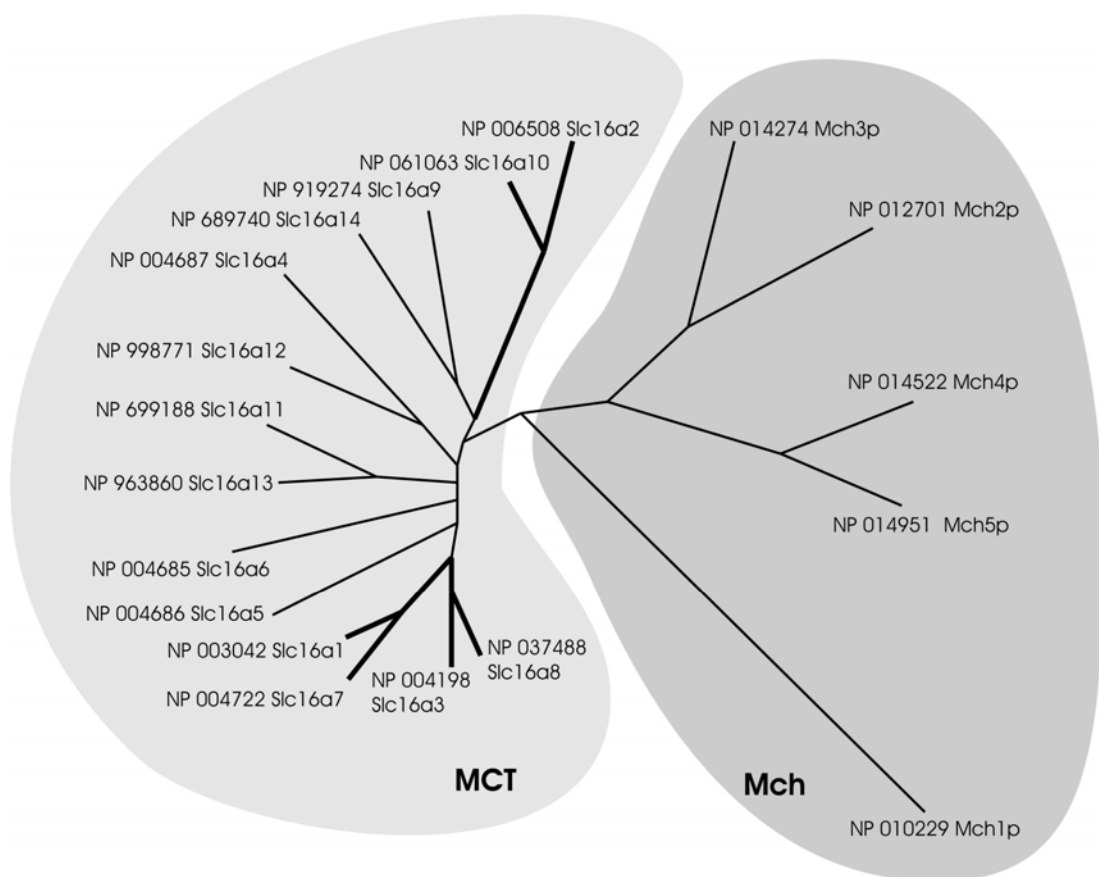 NP 006508 Slc16a2
NP 061063 Slc16a10
NP 919274 Slc16a9
NP 689740 Slc16a14
NP 004687 Slc16a4
NP 998771 Slc16a12
NP 699188 Slc16a11
NP 963860 Slc16a13
NP 004685 Slc16a6
NP 004686 Slc16a5
NP 003042 Slc16a1
NP 004722 Slc16a7
NP 004198
Slc16a3
NP 037488
Slc16a8
MCT
NP 014274 Mch3p
NP 012701 Mch2p
NP 014522 Mch4p
NP 014951 Mch5p
Mch
NP 010229 Mch1p